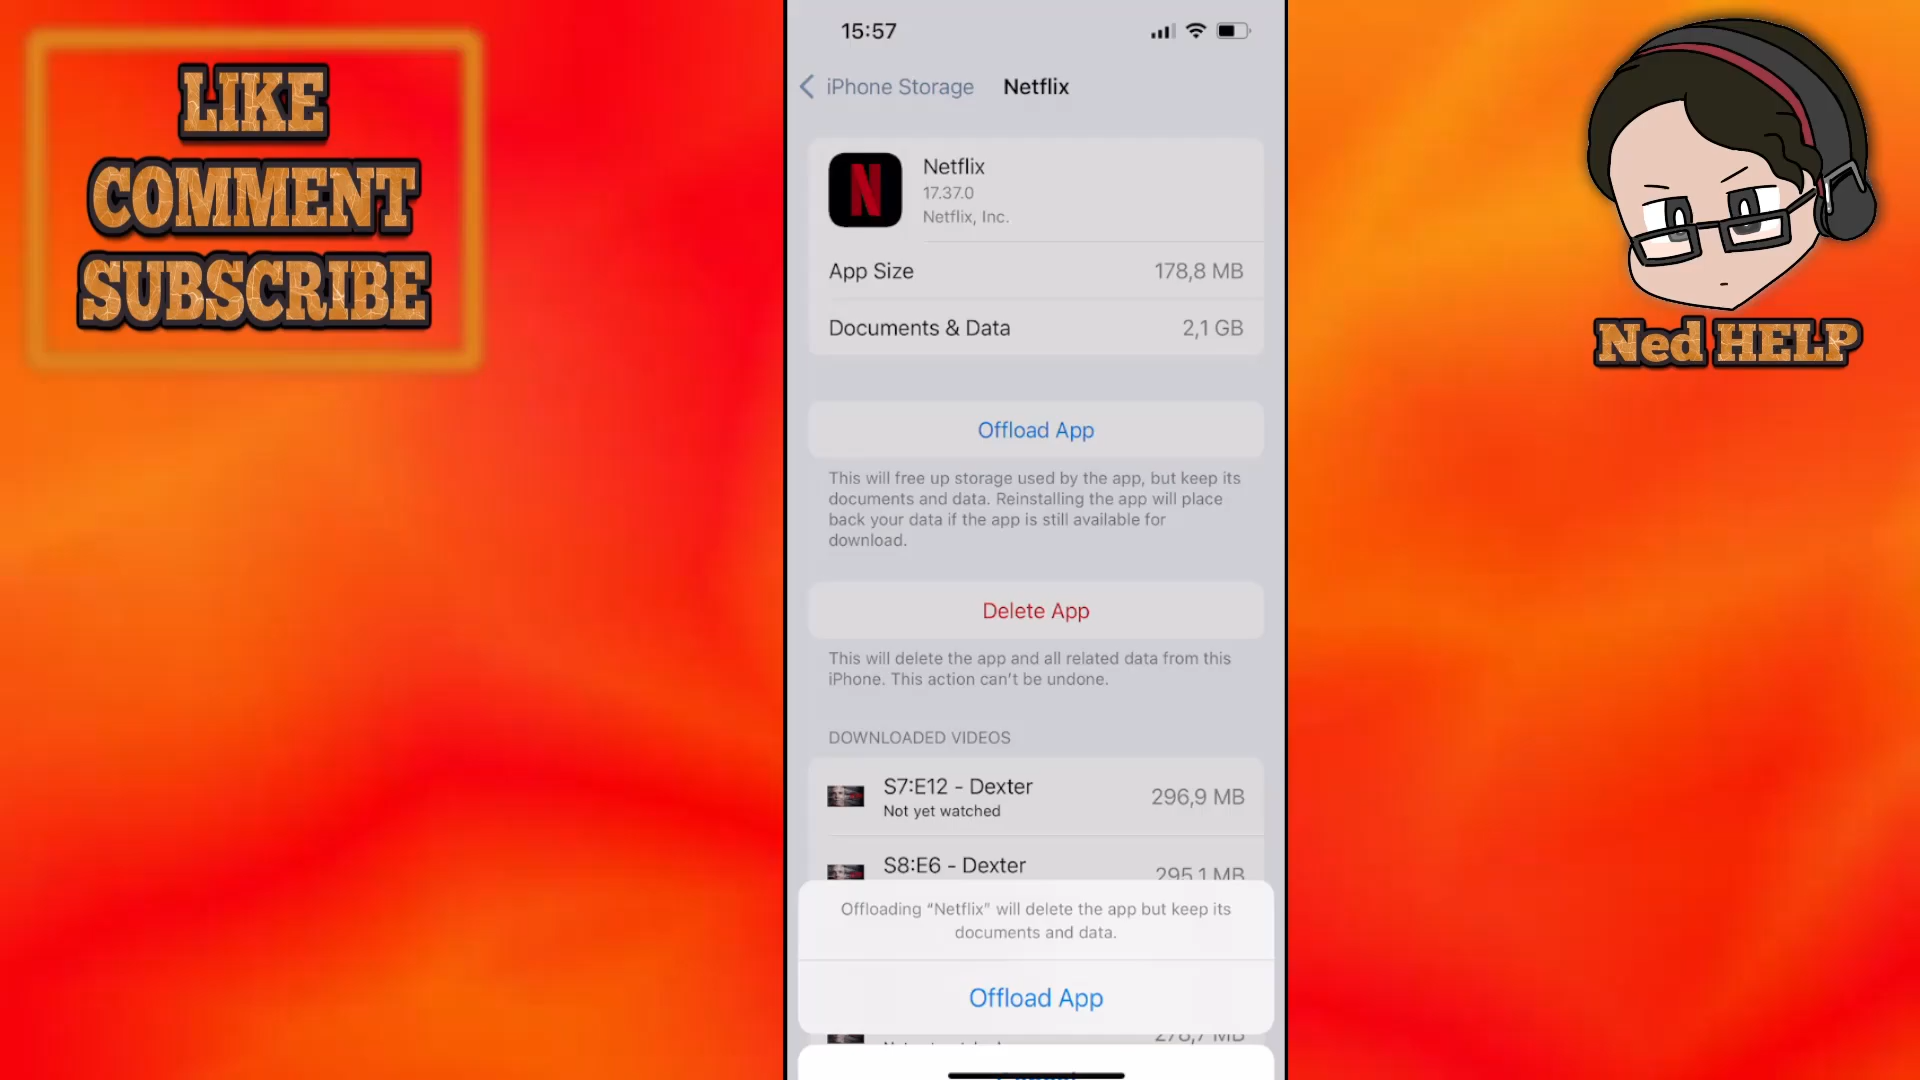 LIKE
COMMENT
SUBSCRIBE
15:57
iPhone Storage
Netflix
N
Netflix
17.37.0
Netflix, Inc.
App Size
178,8 MB
Documents & Data
2,1 GB
Offload App
This will free up storage used by the app, but keep its
documents and data. Reinstalling the app will place
back your data if the app is still available for
download.
Delete App
This will delete the app and all related data from this
iPhone. This action can't be undone.
DOWNLOADED VIDEOS
S7:E12 - Dexter
296,9 MB
Not yet watched
S8:E6 - Dexter
295,1 MB
Offloading “Netflix” will delete the app but keep its
documents and data.
Offload App
278,7 MB
Ned HELP